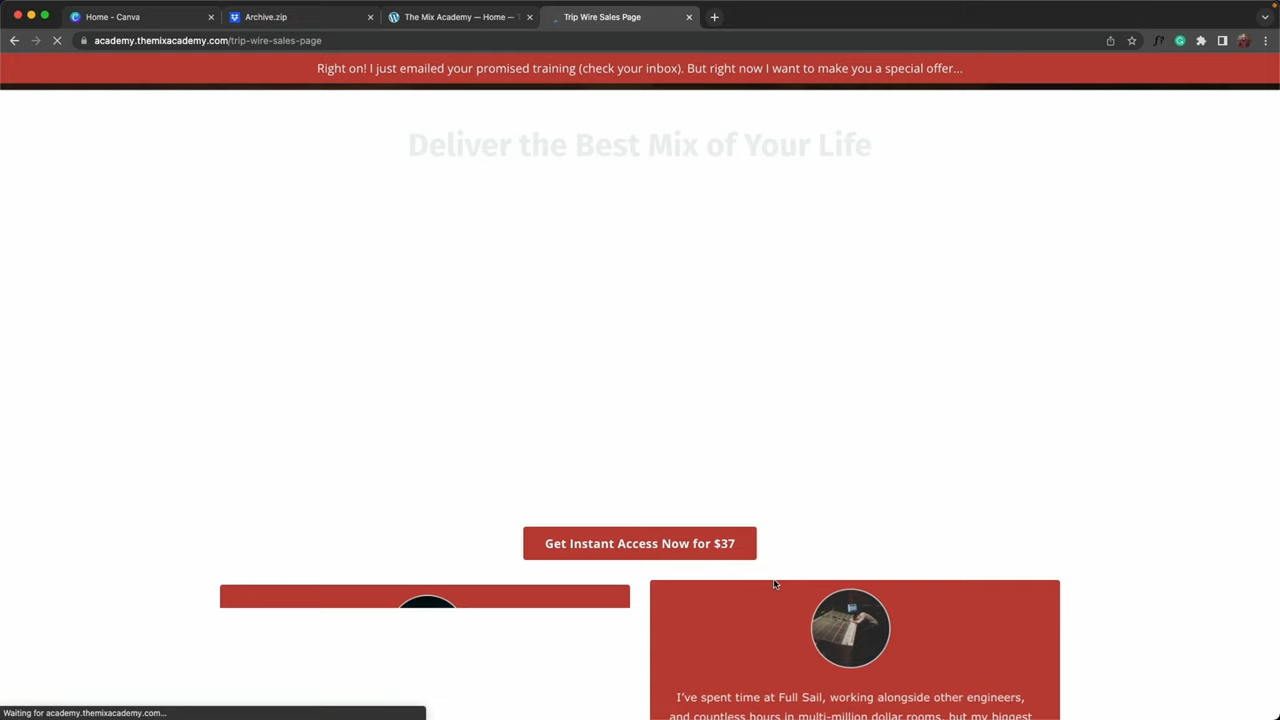 Home - Canva
Archive.zip
The Mix Academy — Home — T
Trip Wire Sales Page
academy.themixacademy.com/trip-wire-sales-page
Right on! I just emailed your promised training (check your inbox). But right now I want to make you a special offer...
Deliver the Best Mix of Your Life
Get Instant Access Now for $37
I've spent time at Full Sail, working alongside other engineers,
and countless hours in multi-million dollar rooms, but my biggest
Waiting for academy.themixacademy.com...